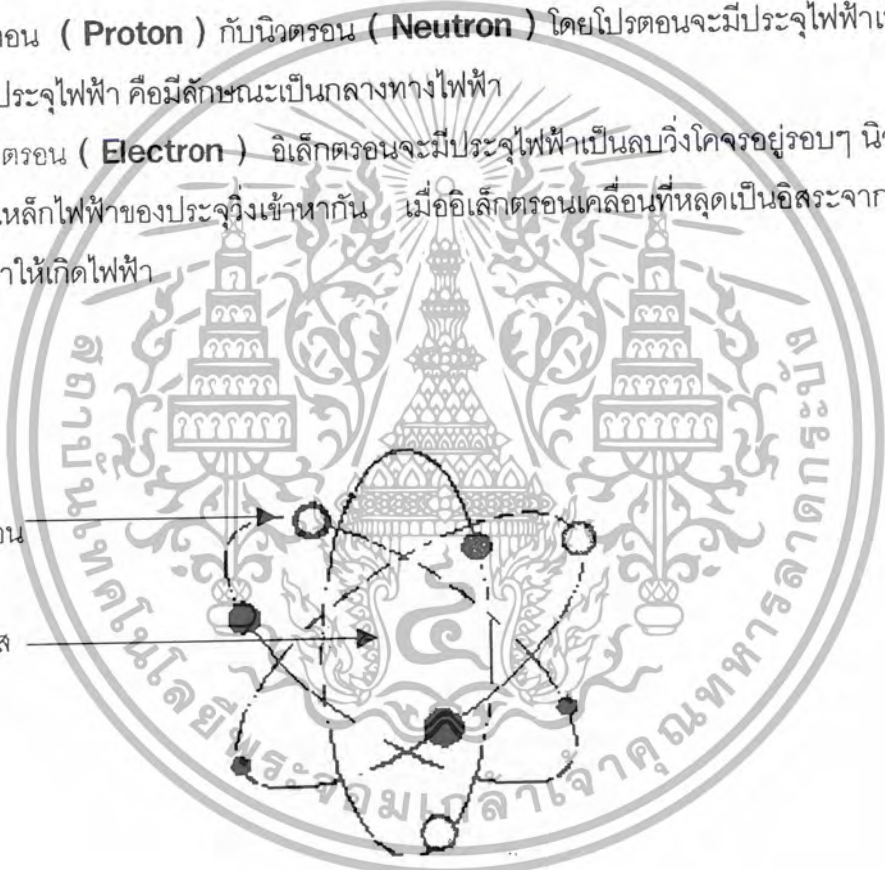 ตอน ( Proton ) กับนิวตรอน ( Neutron ) โดยโปรตอนจะมีประจุไฟฟ้า
ประจุไฟฟ้า คือมีลักษณะเป็นกลางทางไฟฟ้า
ตรอน ( Electron ) อิเล็กตรอนจะมีประจุไฟฟ้าเป็นลบวิ่งโคจรอยู่รอบๆ
เหล็กไฟฟ้าของประจุวิ่งเข้าหากัน เมื่ออิเล็กตรอนเคลื่อนที่หลุดเป็นอิสระจาก
ให้เกิดไฟฟ้า
สถาบันเทคโนโลยีพระจอมเกล้าเจ้าคุณทหารลาดกระบัง
๕